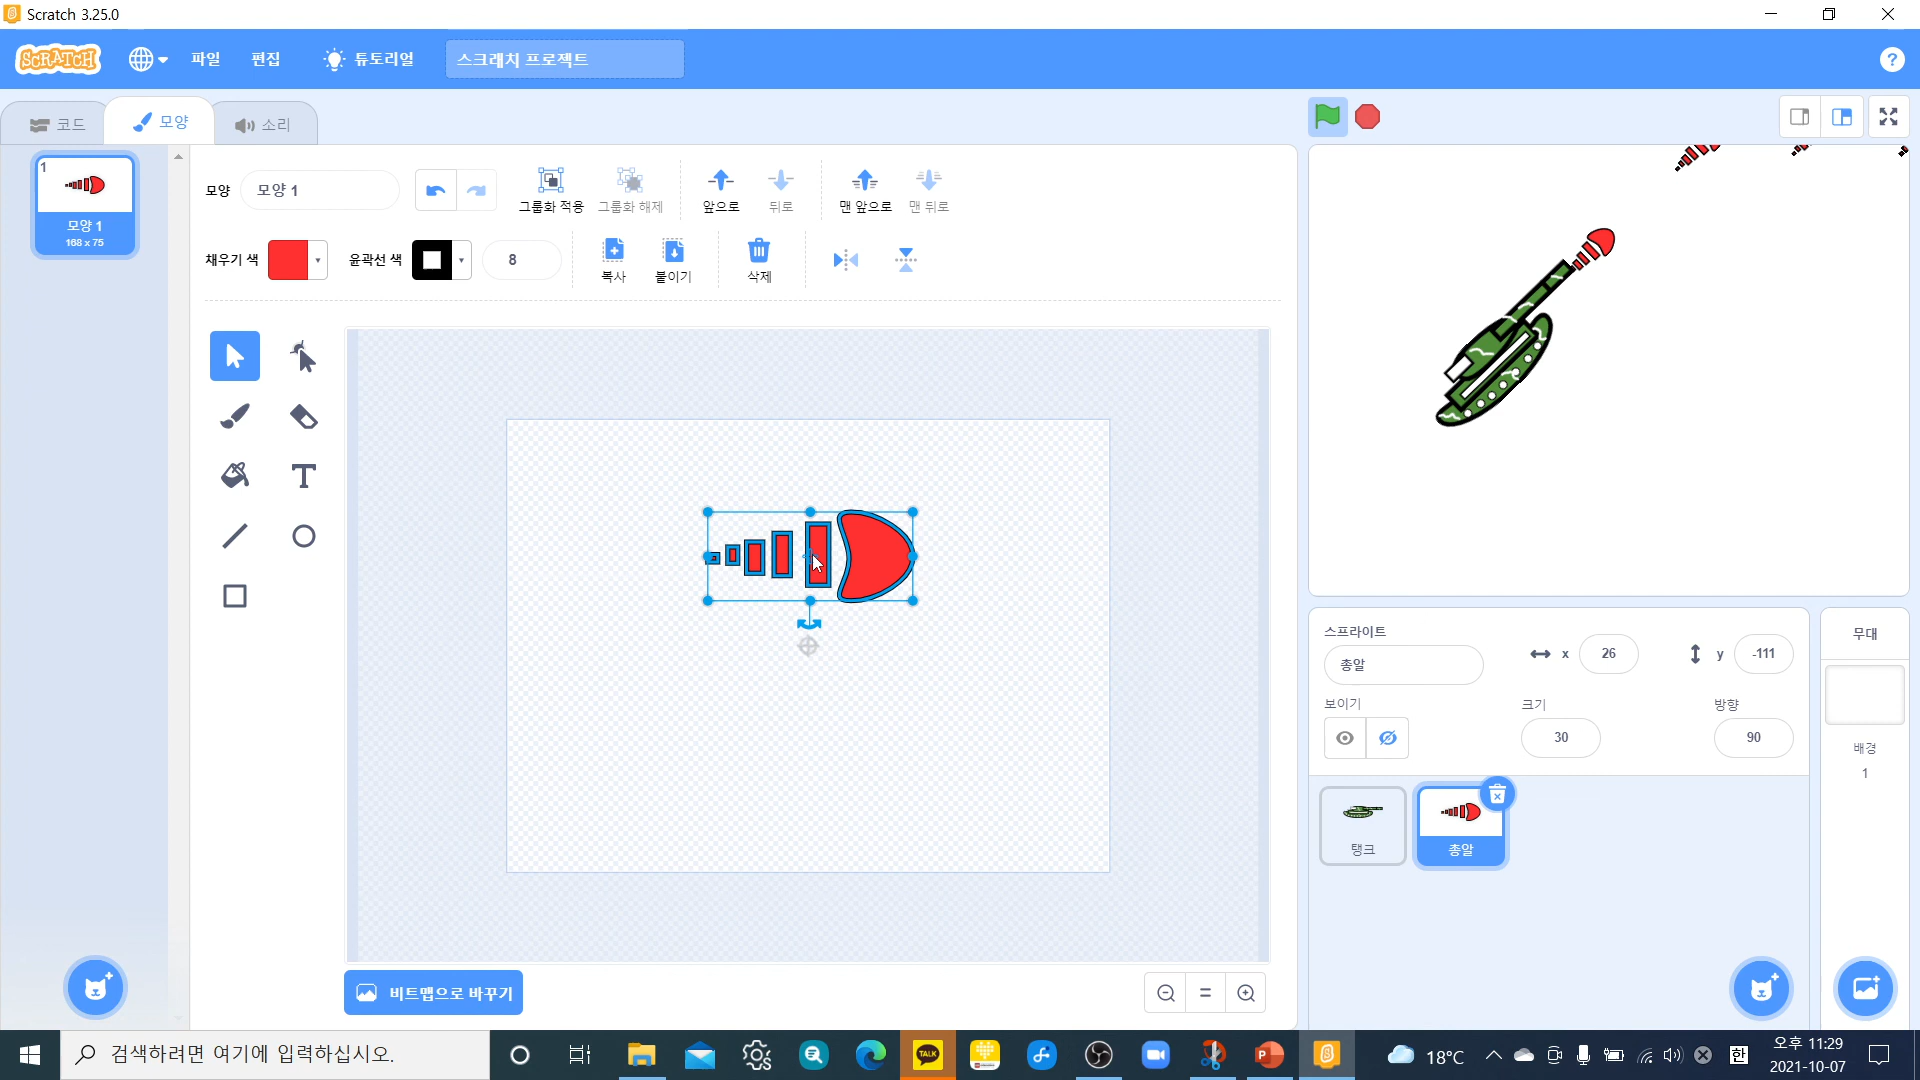 Scratch 3.25.0
SCRATCH 파일 편집 튜토리얼 스크래치 프로젝트 ?
코드 모양 소리
1
모양 1
168 x 75
모양 모양 1 그룹화 적용 그룹화 해제 앞으로 뒤로 맨 앞으로 맨 뒤로
채우기 색 윤곽선 색 8 복사 붙이기 삭제
T
비트맵으로 바꾸기
스프라이트 x 26 y -111
총알
보이기 크기 방향
30 90
탱크 총알
무대
배경
1
검색하려면 여기에 입력하십시오.
TALK
18°C
한
오후 11:29
2021-10-07